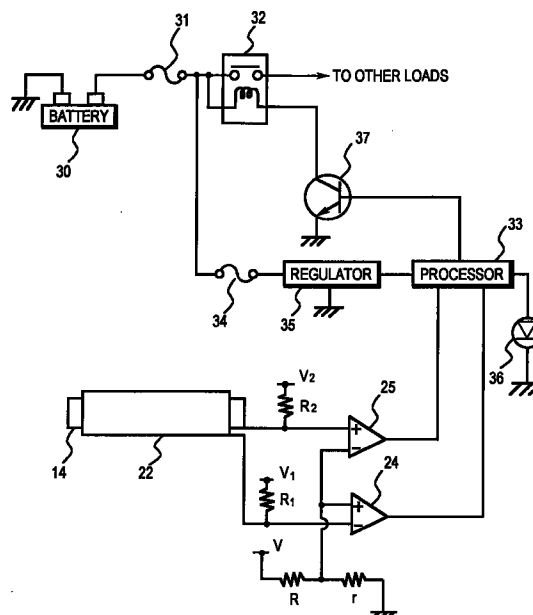 31
32
TO OTHER LOADS
BATTERY
30
37
33
REGULATOR
PROCESSOR
34
35
36
V2
R2
25
14
22
V1
R1
24
V
R
r